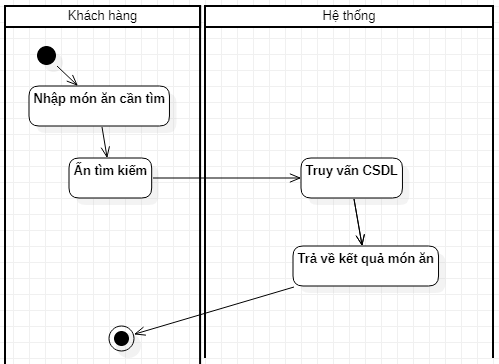 Khách hàng
Hệ thống
Nhập món ăn cần tìm
Ấn tìm kiếm
Truy vấn CSDL
Trả về kết quả món ăn